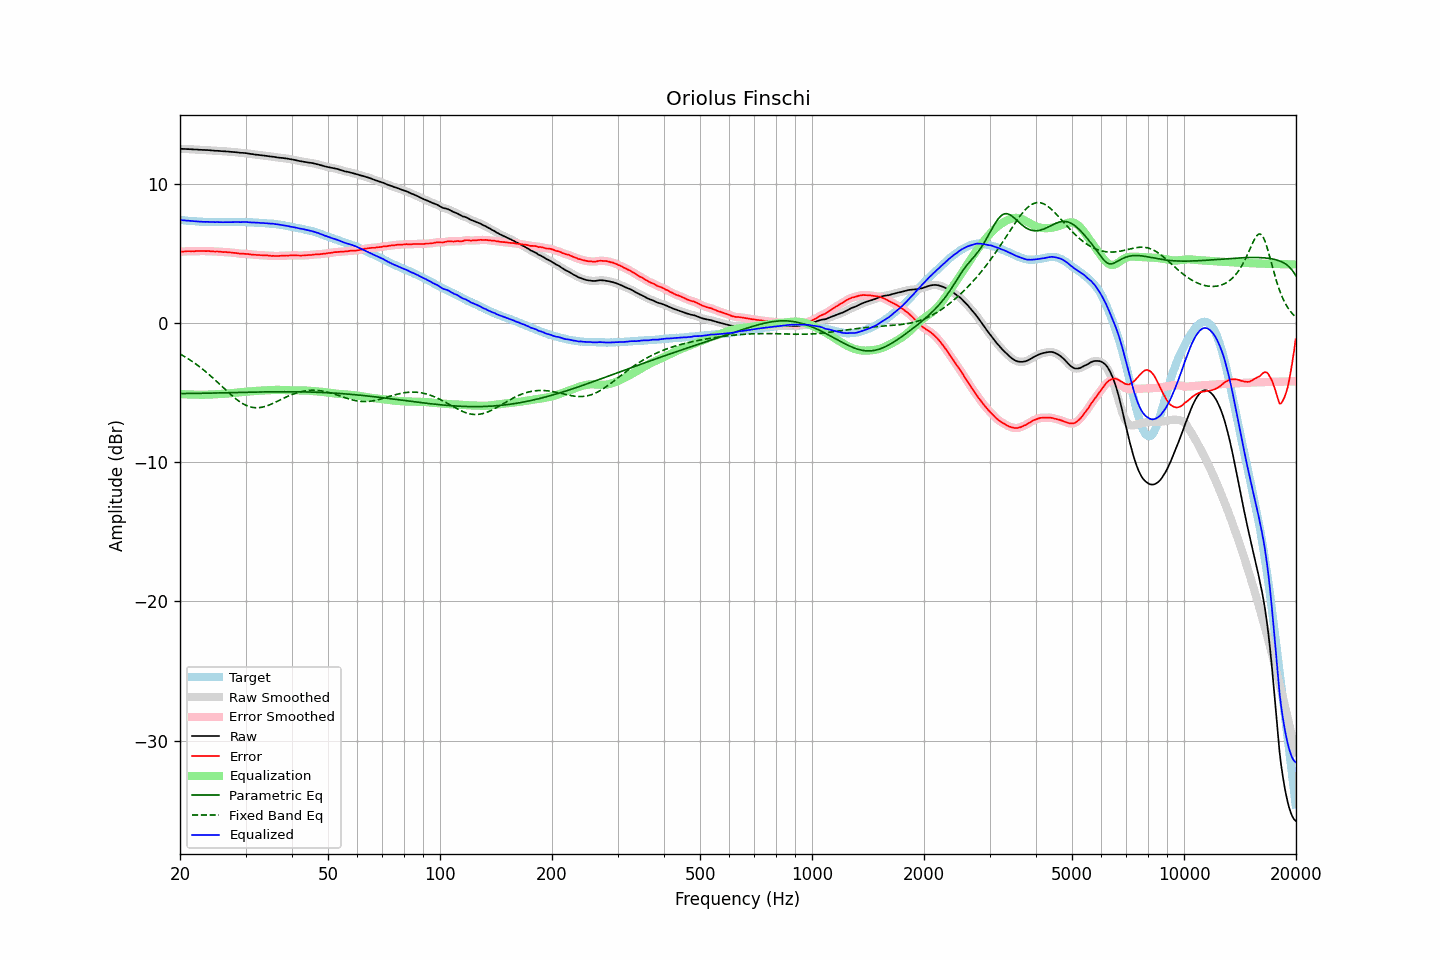 Oriolus Finschi
Amplitude (dBr)
10
0
−10
−20
−30
Target
Raw Smoothed
Error Smoothed
Raw
Error
Equalization
Parametric Eq
Fixed Band Eq
Equalized
20 50 100 200 500 1000 2000 5000 10000 20000
Frequency (Hz)